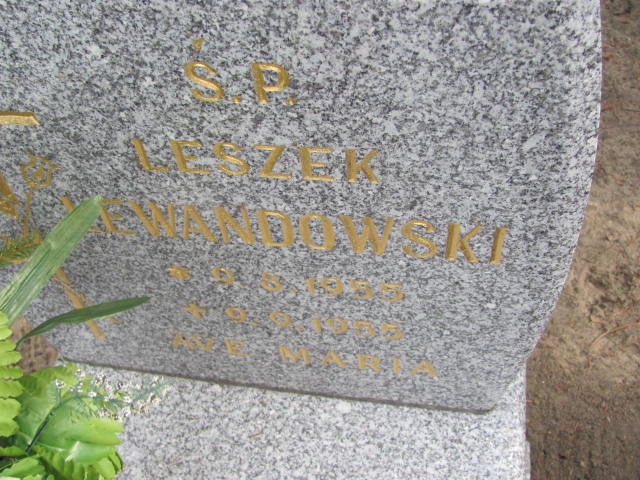 Ś.P.
LESZEK
LEWANDOWSKI
* 9.8.1955
+ 9.9.1955
AVE MARIA